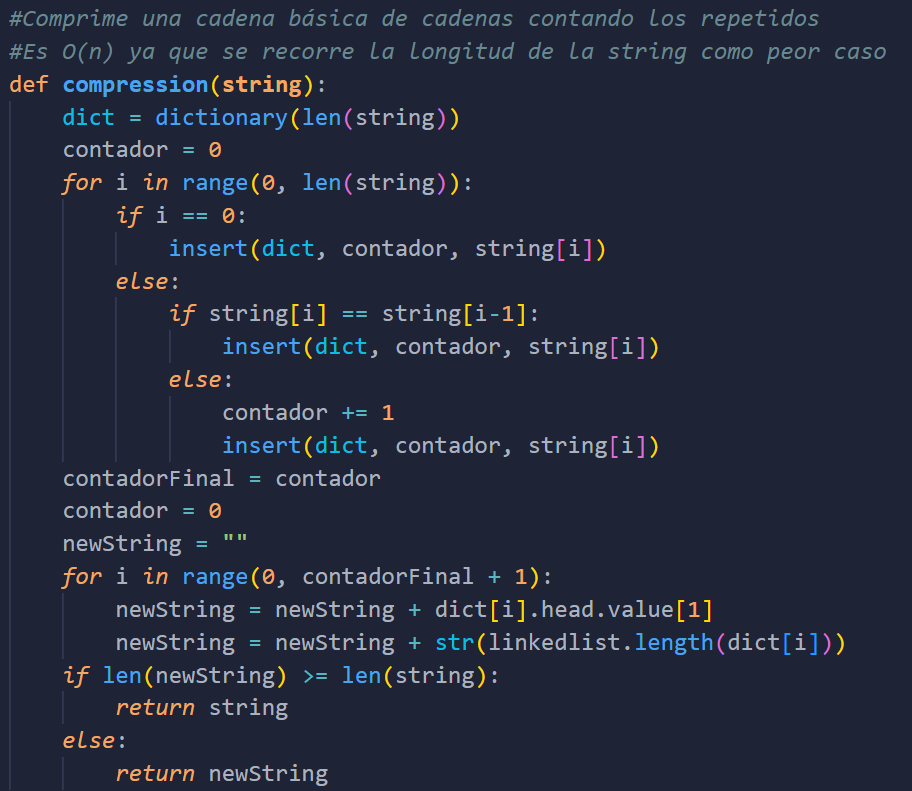 #Comprime una cadena básica de cadenas contando los repetidos
#Es O(n) ya que se recorre la longitud de la string como peor caso
def compression(string):
    dict = dictionary(len(string))
    contador = 0
    for i in range(0, len(string)):
        if i == 0:
            insert(dict, contador, string[i])
        else:
            if string[i] == string[i-1]:
                insert(dict, contador, string[i])
            else:
                contador += 1
                insert(dict, contador, string[i])
    contadorFinal = contador
    contador = 0
    newString = ""
    for i in range(0, contadorFinal + 1):
        newString = newString + dict[i].head.value[1]
        newString = newString + str(linkedlist.length(dict[i]))
    if len(newString) >= len(string):
        return string
    else:
        return newString